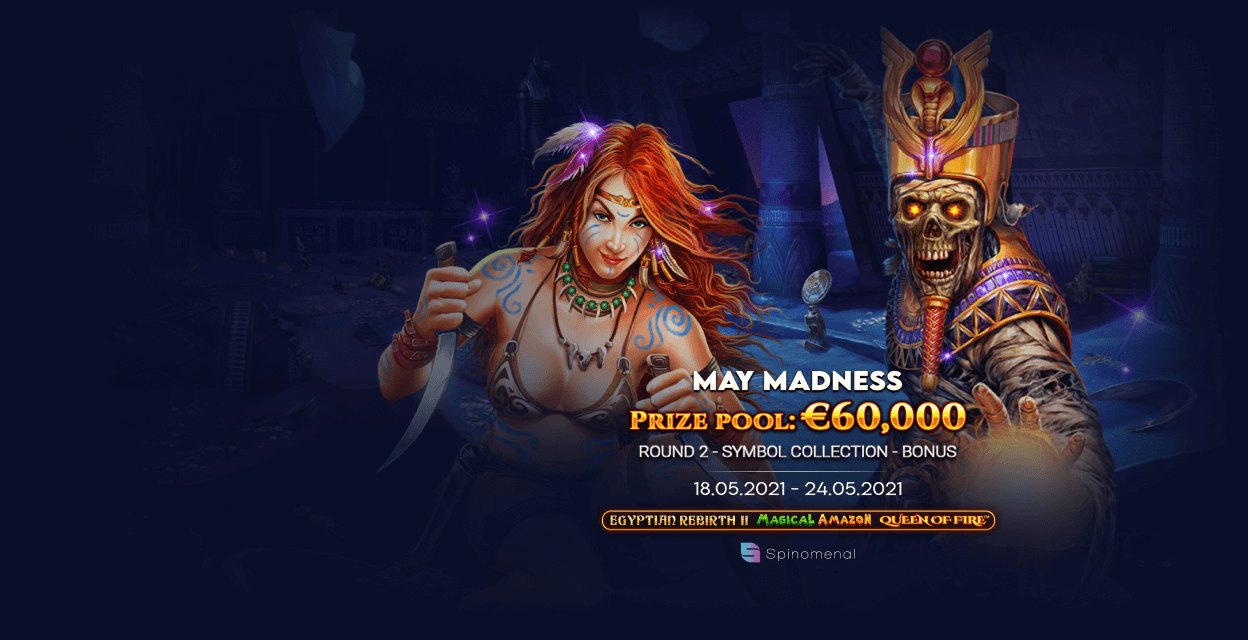 MAY MADNESS
PRIZE POOL: €60,000
ROUND 2 - SYMBOL COLLECTION - BONUS
18.05.2021 - 24.05.2021
EGYPTIAN REBIRTH II MAGICAL AMAZON QUEEN OF FIRE™
Spinomenal